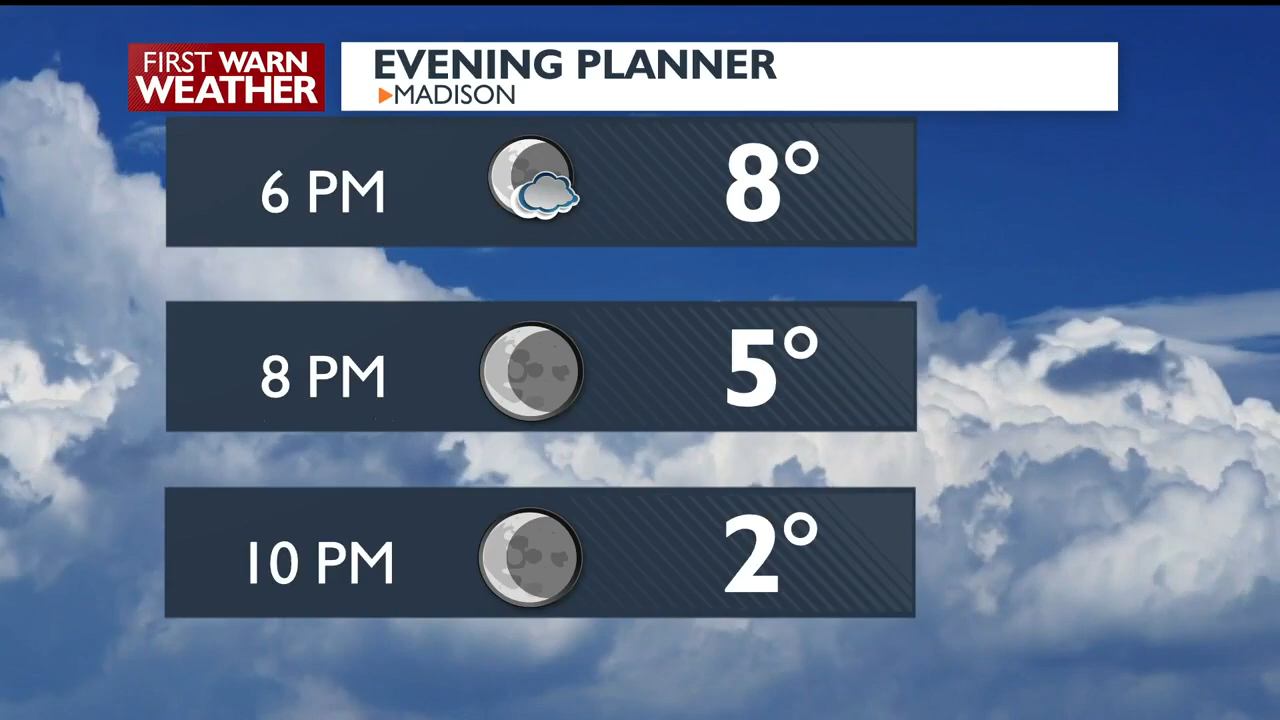 FIRST WARN
WEATHER
EVENING PLANNER
MADISON
6 PM 8°
8 PM 5°
10 PM 2°